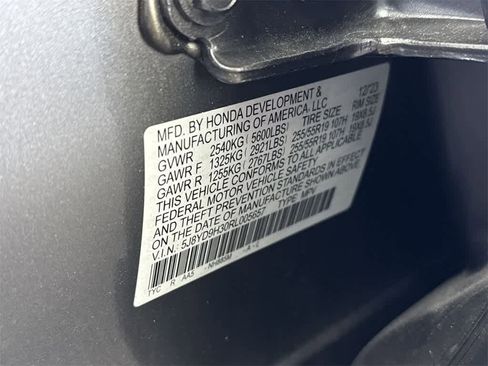 MFD. BY HONDA DEVELOPMENT & 12/23
MANUFACTURING OF AMERICA, LLC
GVWR 2540KG (5600LBS) TIRE SIZE RIM SIZE
GAWR F 1325KG (2921LBS) 255/55R19 107H 19X8.5J
GAWR R 1255KG (2767LBS) 255/55R19 107H 19X8.5J
THIS VEHICLE CONFORMS TO ALL APPLICABLE
FEDERAL MOTOR VEHICLE SAFETY
AND THEFT PREVENTION STANDARDS IN EFFECT
ON THE DATE OF MANUFACTURE SHOWN ABOVE.
V.I.N.: 5J8YD9H30RL005657 TYPE: MPV
TYC R AA5 NH885M -A-E